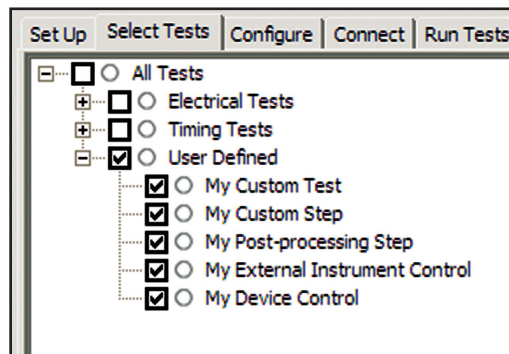 Set Up Select Tests Configure Connect Run Tests
All Tests
Electrical Tests
Timing Tests
User Defined
My Custom Test
My Custom Step
My Post-processing Step
My External Instrument Control
My Device Control